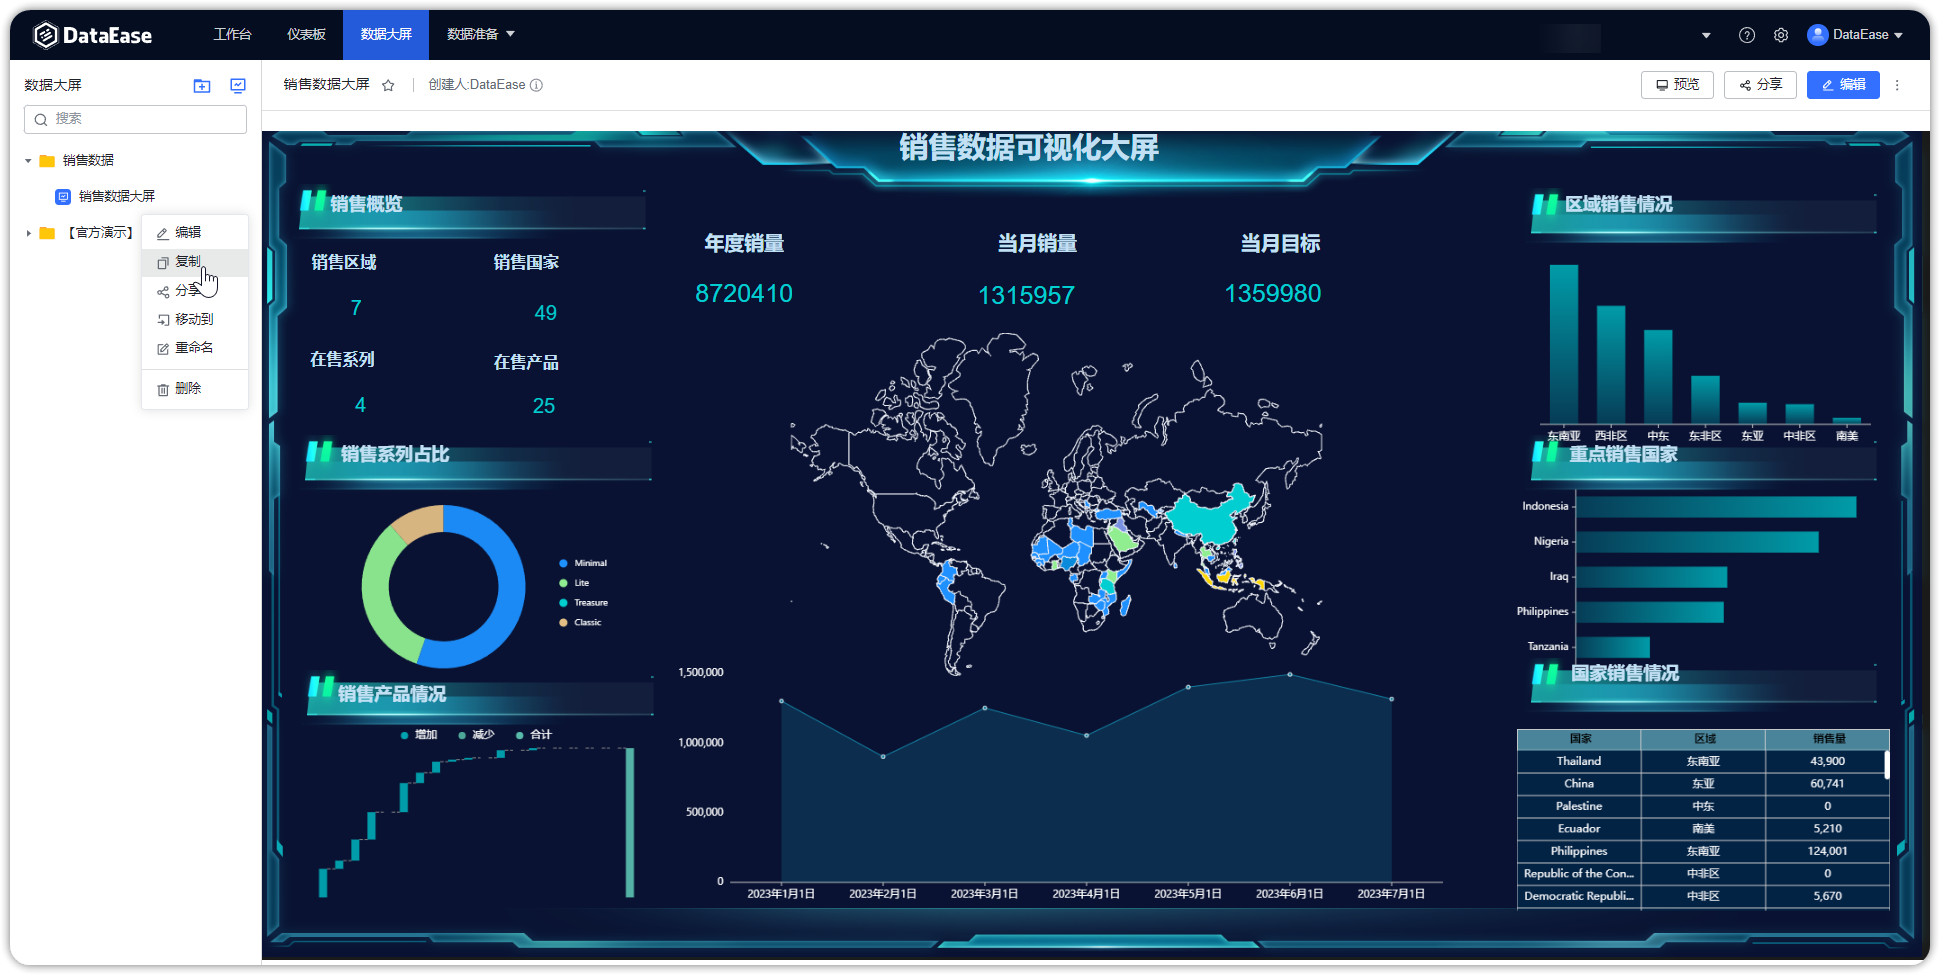 DataEase
工作台 仪表板 数据大屏 数据准备
DataEase
数据大屏
搜索
销售数据
销售数据大屏
【官方演示】
编辑
复制
分享
移动到
重命名
删除
销售数据大屏
创建人:DataEase
预览 分享 编辑
销售数据可视化大屏
销售概览
销售区域 销售国家
7 49
在售系列 在售产品
4 25
年度销量 当月销量 当月目标
8720410 1315957 1359980
销售系列占比
Minimal
Lite
Treasure
Classic
销售产品情况
增加 减少 合计
1,500,000
1,000,000
500,000
0
2023年1月1日 2023年2月1日 2023年3月1日 2023年4月1日 2023年5月1日 2023年6月1日 2023年7月1日
区域销售情况
东南亚 西非区 中东 东非区 东亚 中非区 南美
重点销售国家
Indonesia
Nigeria
Iraq
Philippines
Tanzania
国家销售情况
国家 区域 销售量
Thailand 东南亚 43,900
China 东亚 60,741
Palestine 中东 0
Ecuador 南美 5,210
Philippines 东南亚 124,001
Republic of the Con... 中非区 0
Democratic Republi... 中非区 5,670